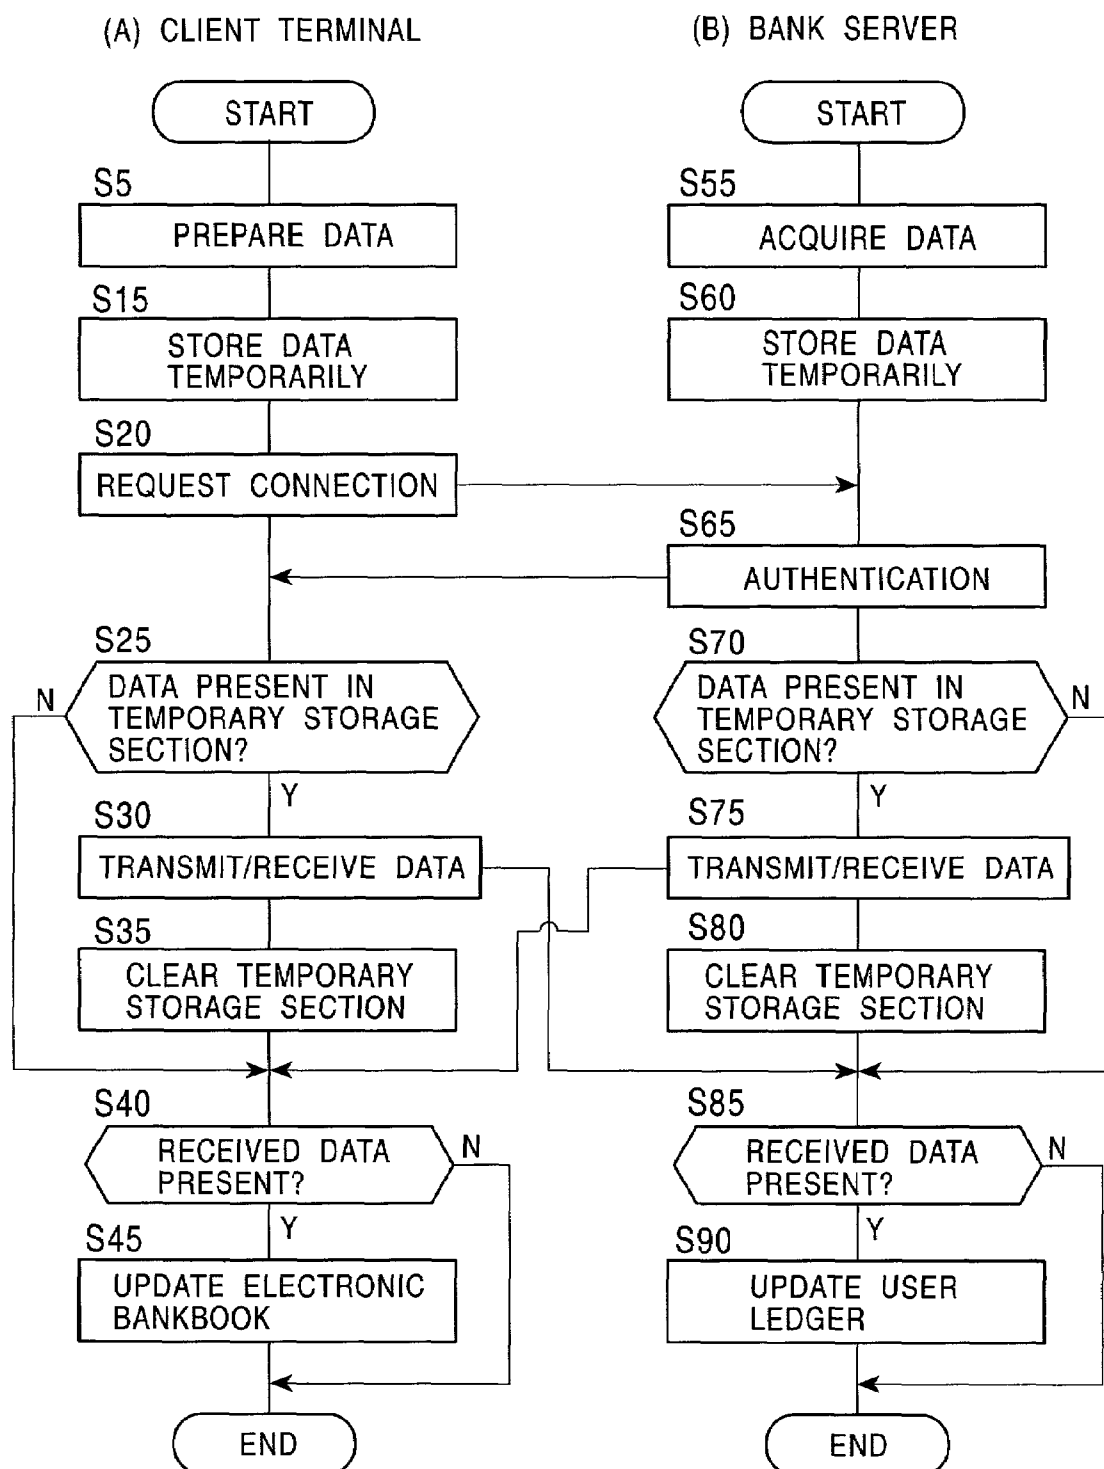 (A) CLIENT TERMINAL
START
S5
PREPARE DATA
S15
STORE DATA
TEMPORARILY
S20
REQUEST CONNECTION
S25
DATA PRESENT IN
TEMPORARY STORAGE
SECTION?
N
Y
S30
TRANSMIT/RECEIVE DATA
S35
CLEAR TEMPORARY
STORAGE SECTION
S40
RECEIVED DATA
PRESENT?
N
Y
S45
UPDATE ELECTRONIC
BANKBOOK
END
(B) BANK SERVER
START
S55
ACQUIRE DATA
S60
STORE DATA
TEMPORARILY
S65
AUTHENTICATION
S70
DATA PRESENT IN
TEMPORARY STORAGE
SECTION?
N
Y
S75
TRANSMIT/RECEIVE DATA
S80
CLEAR TEMPORARY
STORAGE SECTION
S85
RECEIVED DATA
PRESENT?
N
Y
S90
UPDATE USER
LEDGER
END